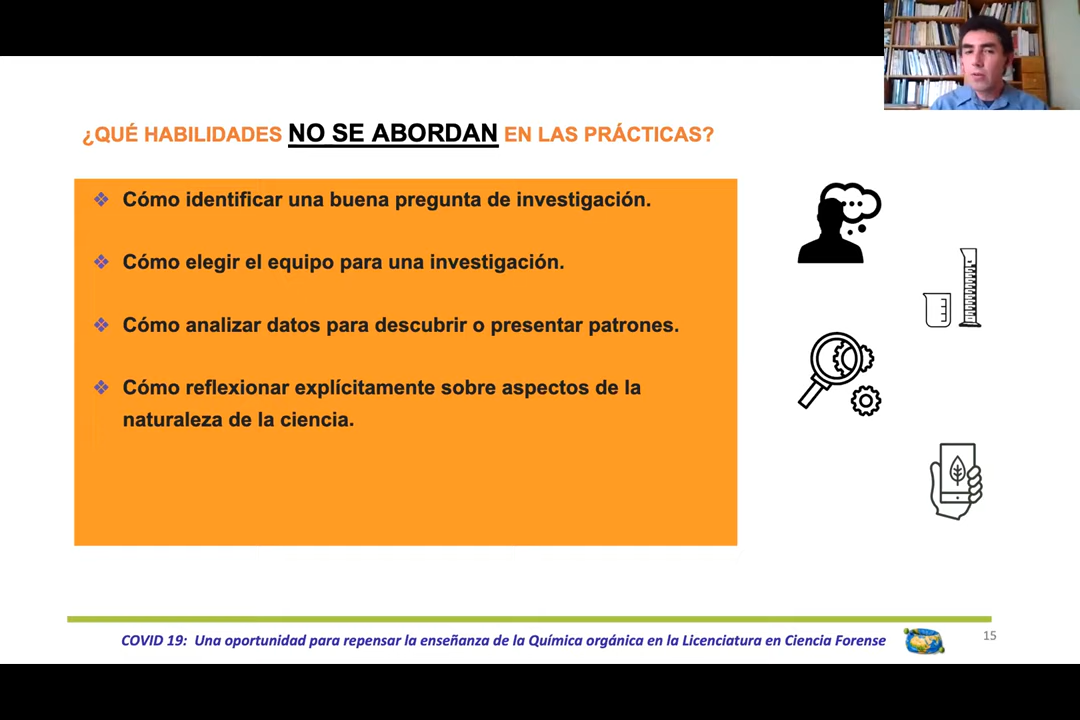 ¿QUÉ HABILIDADES NO SE ABORDAN EN LAS PRÁCTICAS?
❖ Cómo identificar una buena pregunta de investigación.
❖ Cómo elegir el equipo para una investigación.
❖ Cómo analizar datos para descubrir o presentar patrones.
❖ Cómo reflexionar explícitamente sobre aspectos de la
naturaleza de la ciencia.
COVID 19: Una oportunidad para repensar la enseñanza de la Química orgánica en la Licenciatura en Ciencia Forense
15